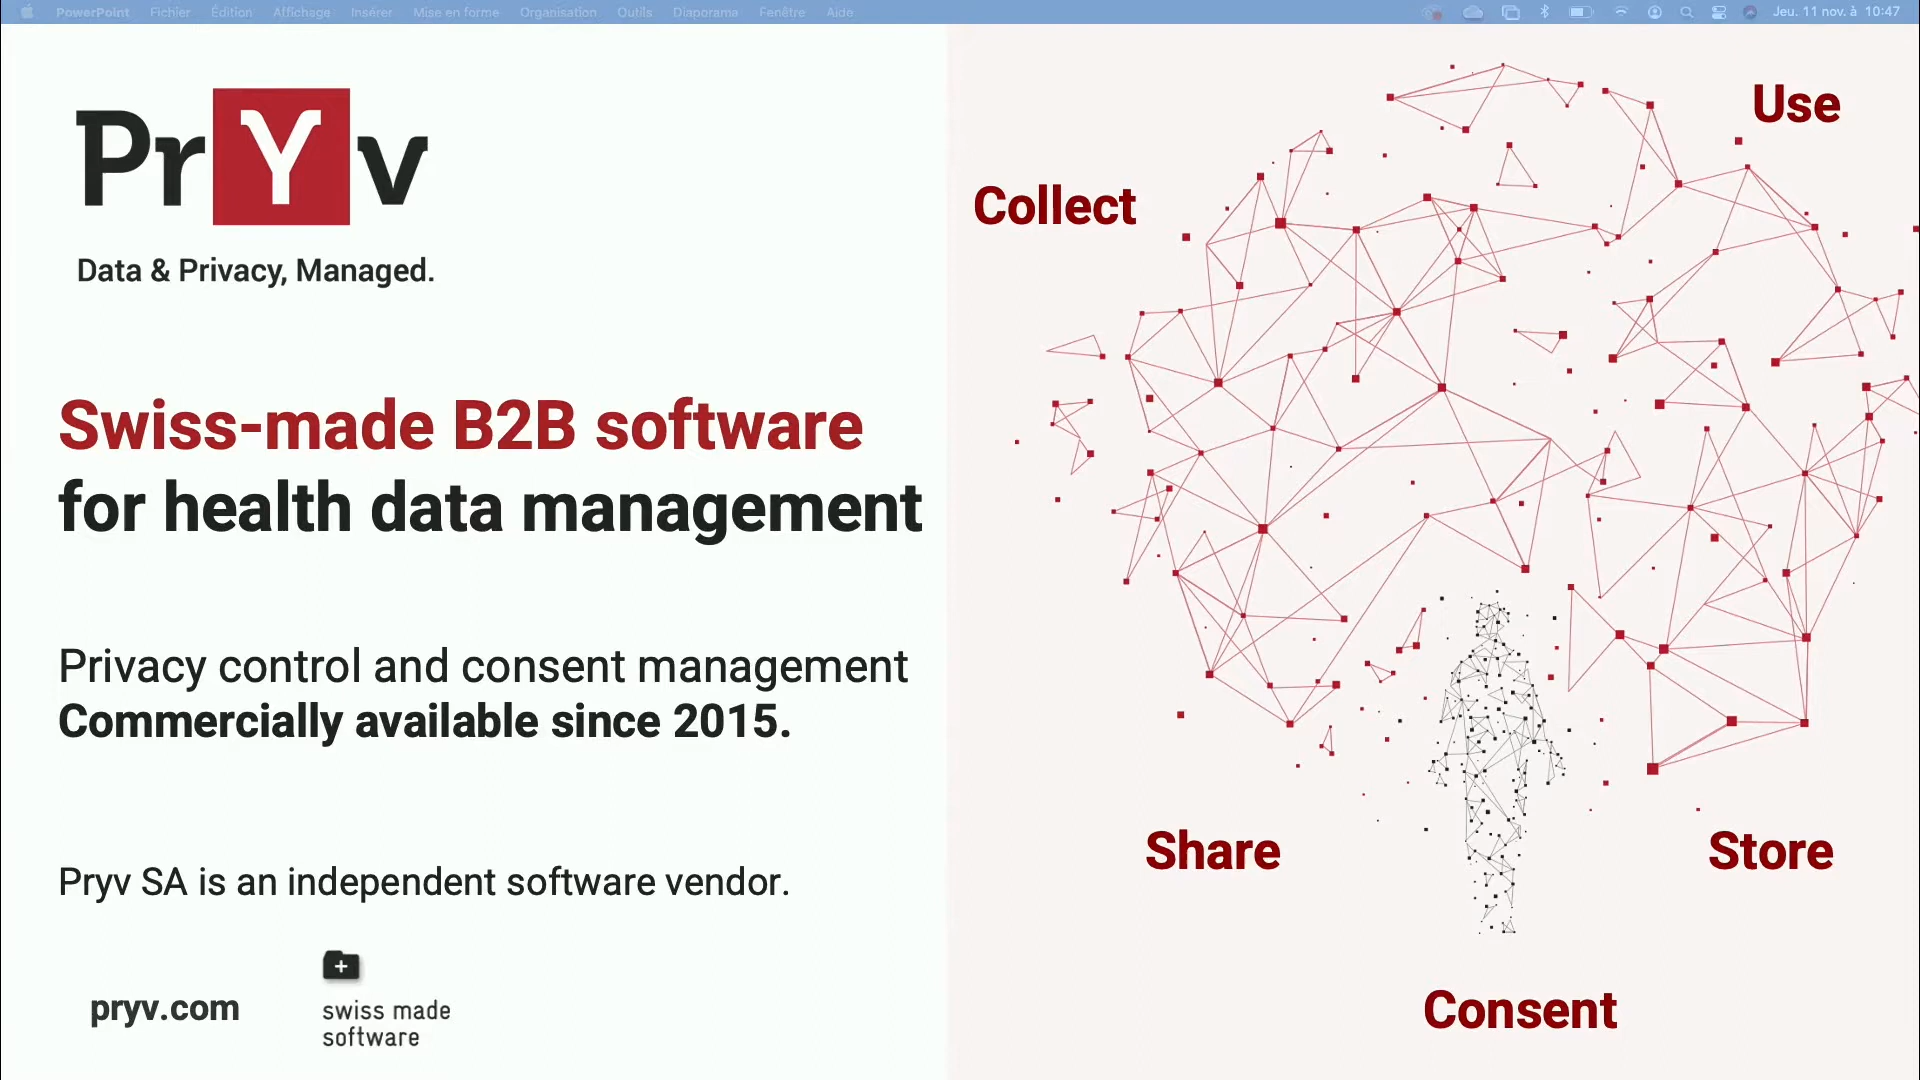 PowerPoint Fichier Édition Affichage Insérer Mise en forme Organisation Outils Diaporama Fenêtre Aide Jeu. 11 nov. à 10:47
PrYv
Data & Privacy, Managed.
Swiss-made B2B software
for health data management
Privacy control and consent management
Commercially available since 2015.
Pryv SA is an independent software vendor.
pryv.com
swiss made
software
Use
Collect
Share
Store
Consent